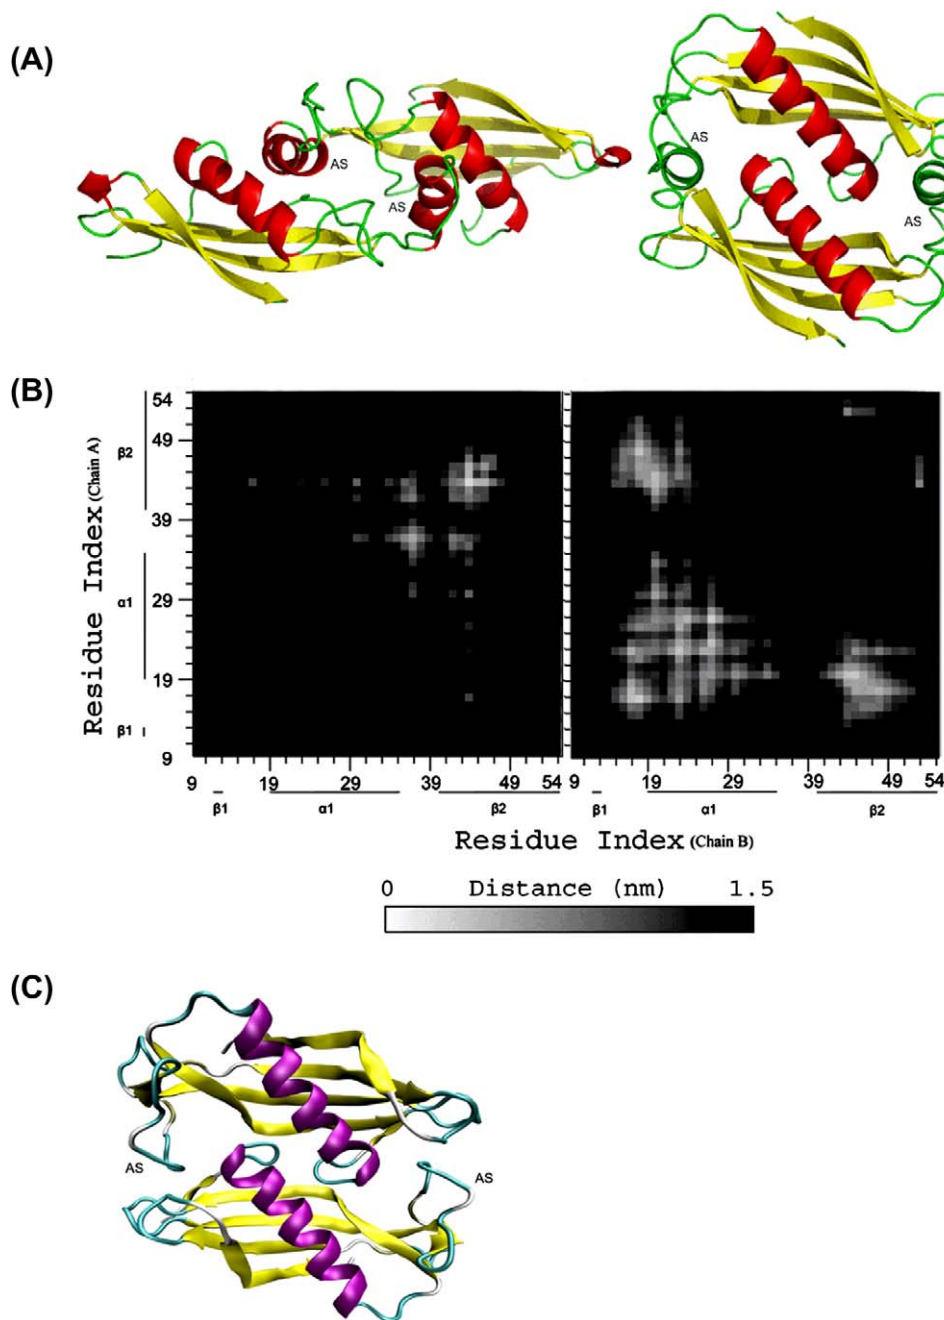 (A)
AS
AS
AS
AS
(B)
54
49
39
29
19
9
β2
α1
β1
Residue Index (Chain A)
9 19 29 39 49 54
β1 α1 β2
19 29 39 49 54
β1 α1 β2
Residue Index (Chain B)
0 Distance (nm) 1.5
(C)
AS
AS